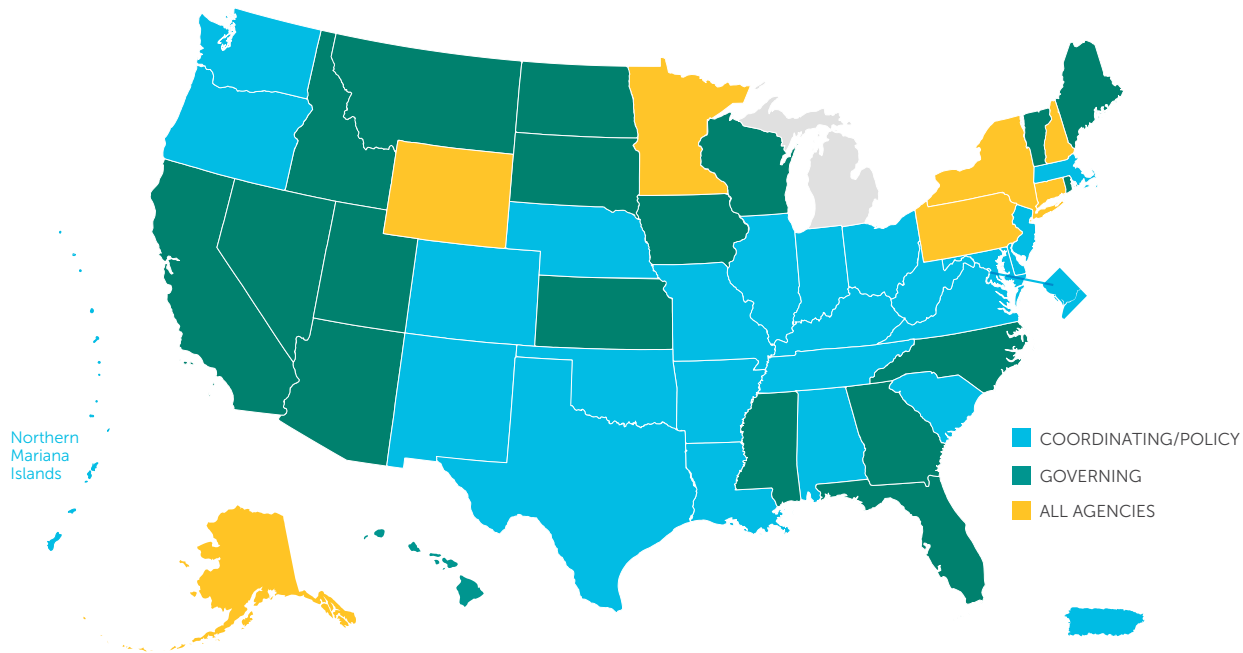 Northern
Mariana
Islands
COORDINATING/POLICY
GOVERNING
ALL AGENCIES